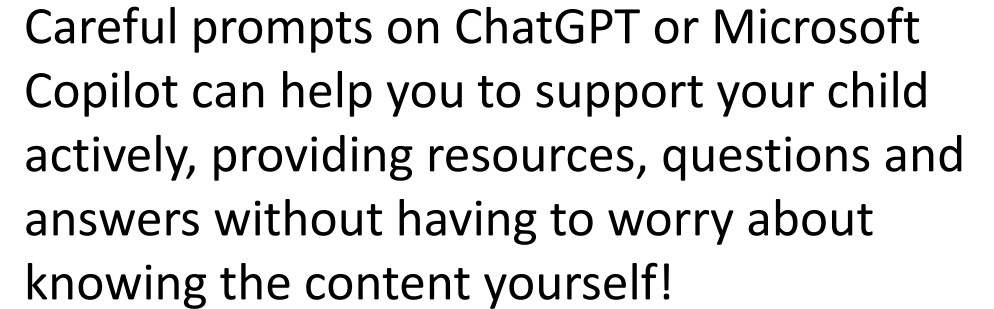 Careful prompts on ChatGPT or Microsoft
Copilot can help you to support your child
actively, providing resources, questions and
answers without having to worry about
knowing the content yourself!